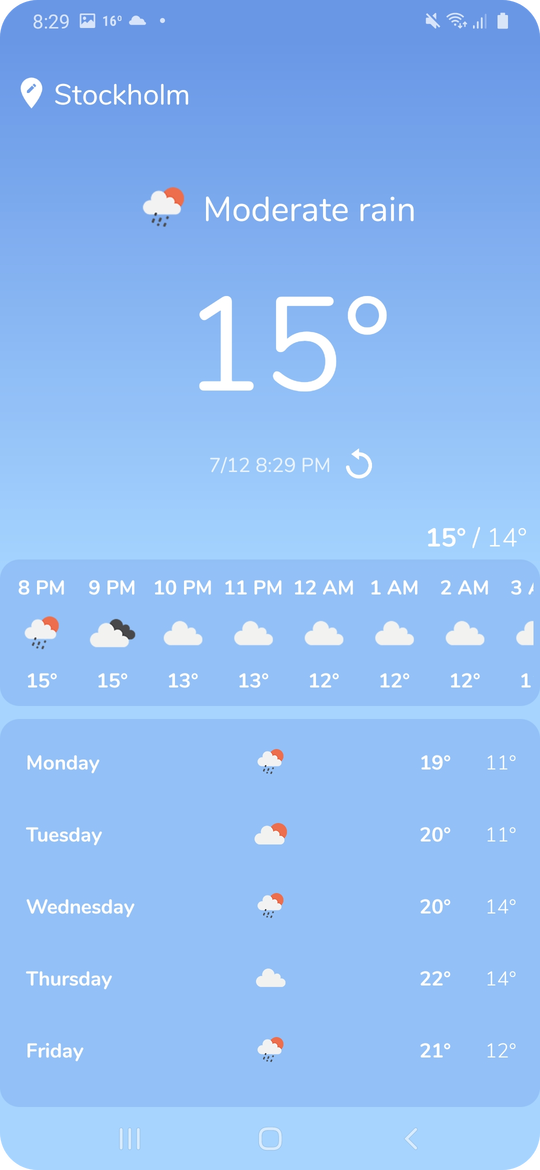 8:29 16°
Stockholm
Moderate rain
15°
7/12 8:29 PM
15° / 14°
8 PM 9 PM 10 PM 11 PM 12 AM 1 AM 2 AM 3
15° 15° 13° 13° 12° 12° 12° 1
Monday 19° 11°
Tuesday 20° 11°
Wednesday 20° 14°
Thursday 22° 14°
Friday 21° 12°